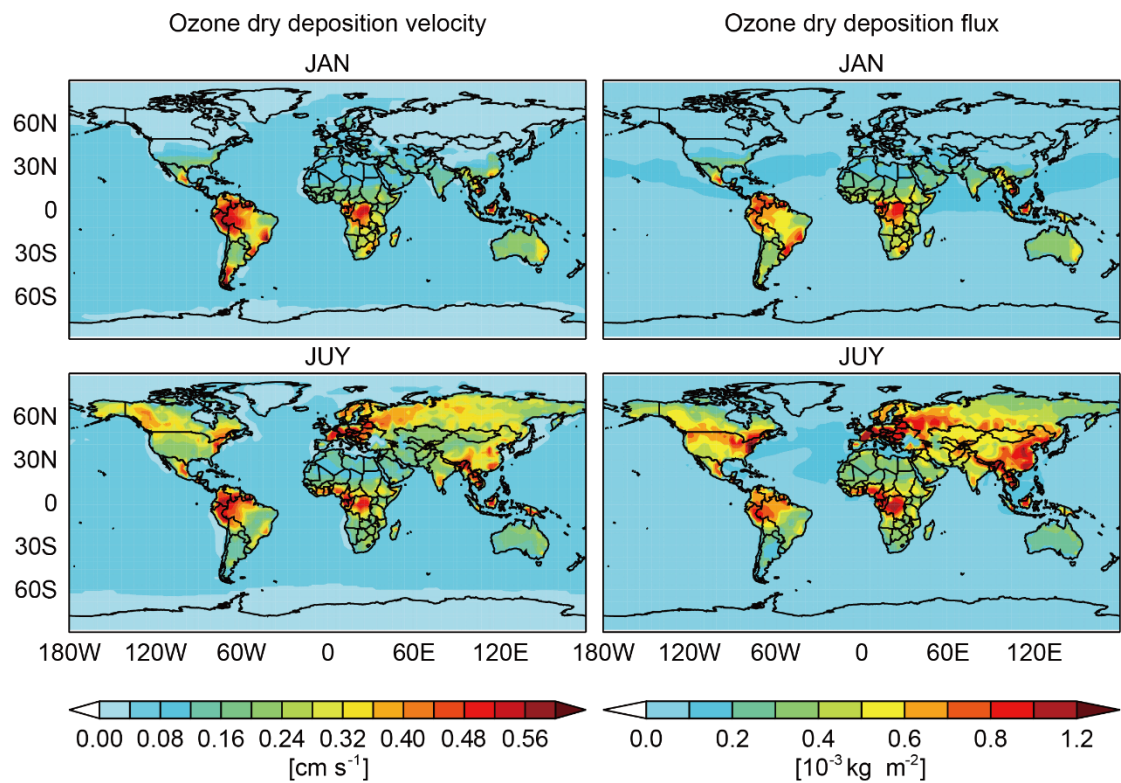 Ozone dry deposition velocity
Ozone dry deposition flux
JAN
JAN
60N
30N
0
30S
60S
JUY
JUY
60N
30N
0
30S
60S
180W 120W 60W 0 60E 120E
180W 120W 60W 0 60E 120E
0.00 0.08 0.16 0.24 0.32 0.40 0.48 0.56
[cm s⁻¹]
0.0 0.2 0.4 0.6 0.8 1.2
[10⁻³ kg m⁻²]